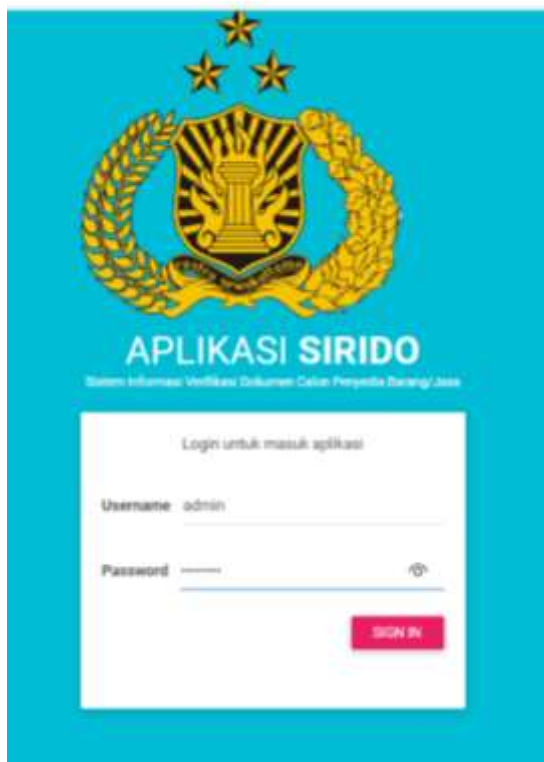 APLIKASI SIRIDO
Sistem Informasi Verifikasi Dokumen Calon Penyedia Barang/Jasa
Login untuk masuk aplikasi
Username admin
Password --------
SIGN IN